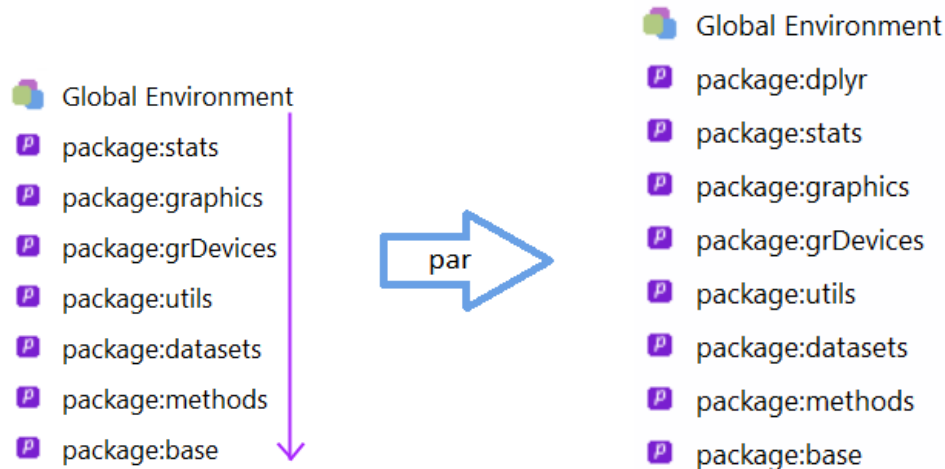 Global Environment
package:stats
package:graphics
package:grDevices
package:utils
package:datasets
package:methods
package:base
par
Global Environment
package:dplyr
package:stats
package:graphics
package:grDevices
package:utils
package:datasets
package:methods
package:base